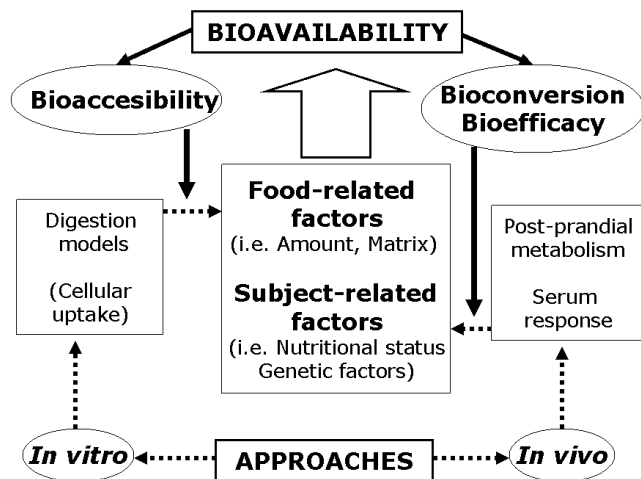 BIOAVAILABILITY
Bioaccesibility
Bioconversion
Bioefficacy
Food-related
factors
(i.e. Amount, Matrix)
Subject-related
factors
(i.e. Nutritional status
Genetic factors)
Digestion
models
(Cellular
uptake)
Post-prandial
metabolism
Serum
response
In vitro
APPROACHES
In vivo